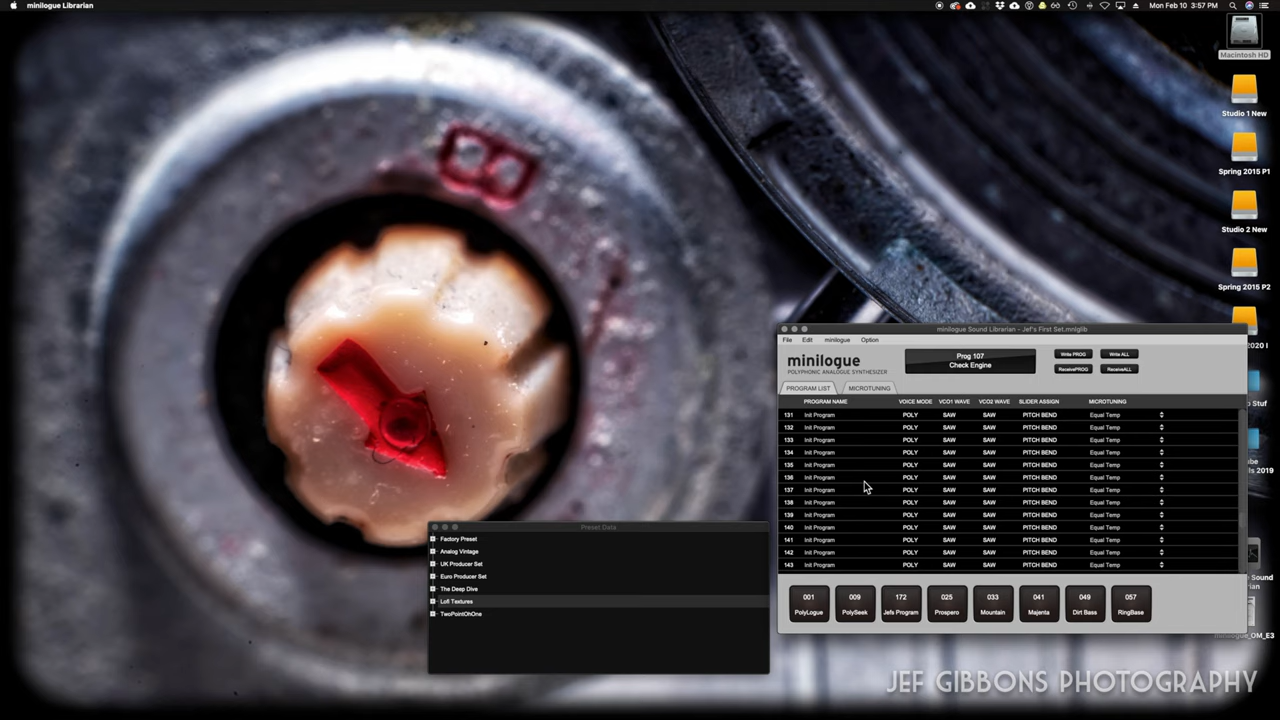 minilogue Librarian
Mon Feb 10 3:57 PM
Macintosh HD
Studio 1 New
Spring 2015 P1
Studio 2 New
Spring 2015 P2
minilogue Sound Librarian - Jef's First Set.mnlglib
File Edit minilogue Option
minilogue
POLYPHONIC ANALOGUE SYNTHESIZER
Prog 107
Check Engine
Write PROG Write ALL
ReceivePROG ReceiveALL
PROGRAM LIST MICROTUNING
PROGRAM NAME VOICE MODE VCO1 WAVE VCO2 WAVE SLIDER ASSIGN MICROTUNING
131 Init Program POLY SAW SAW PITCH BEND Equal Temp
132 Init Program POLY SAW SAW PITCH BEND Equal Temp
133 Init Program POLY SAW SAW PITCH BEND Equal Temp
134 Init Program POLY SAW SAW PITCH BEND Equal Temp
135 Init Program POLY SAW SAW PITCH BEND Equal Temp
136 Init Program POLY SAW SAW PITCH BEND Equal Temp
137 Init Program POLY SAW SAW PITCH BEND Equal Temp
138 Init Program POLY SAW SAW PITCH BEND Equal Temp
139 Init Program POLY SAW SAW PITCH BEND Equal Temp
140 Init Program POLY SAW SAW PITCH BEND Equal Temp
141 Init Program POLY SAW SAW PITCH BEND Equal Temp
142 Init Program POLY SAW SAW PITCH BEND Equal Temp
143 Init Program POLY SAW SAW PITCH BEND Equal Temp
001 009 172 025 033 041 049 057
PolyLogue PolySeek Jefs Program Prospero Mountain Majenta Dirt Bass RingBase
Preset Data
Factory Preset
Analog Vintage
UK Producer Set
Euro Producer Set
The Deep Dive
Lofi Textures
TwoPointOhOne
minilogue_OM_E3
JEF GIBBONS PHOTOGRAPHY